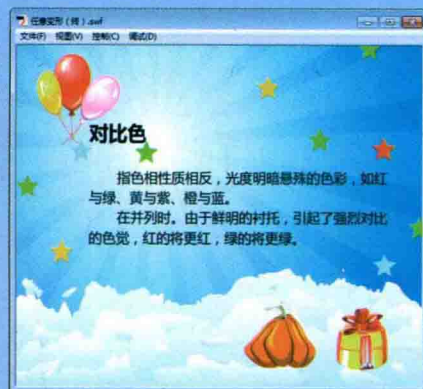 任意变形（纯）.swf
文件(F) 视图(V) 控制(C) 调试(D)
对比色
指色相性质相反，光度明暗悬殊的色彩，如红
与绿、黄与紫、橙与蓝。
在并列时。由于鲜明的衬托，引起了强烈对比
的色觉，红的将更红，绿的将更绿。